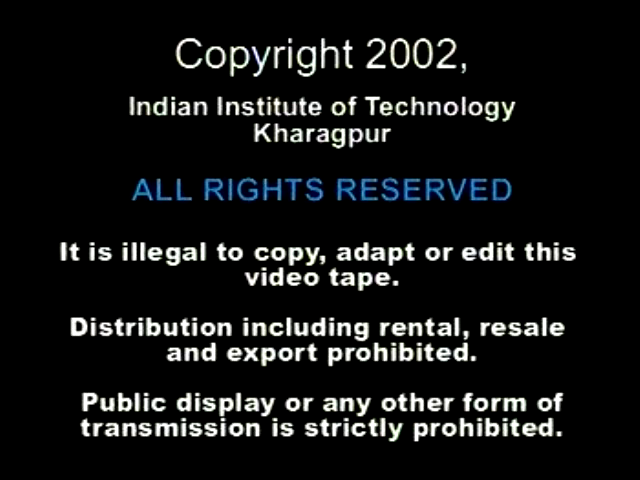 Copyright 2002,
Indian Institute of Technology
Kharagpur
ALL RIGHTS RESERVED
It is illegal to copy, adapt or edit this
video tape.
Distribution including rental, resale
and export prohibited.
Public display or any other form of
transmission is strictly prohibited.